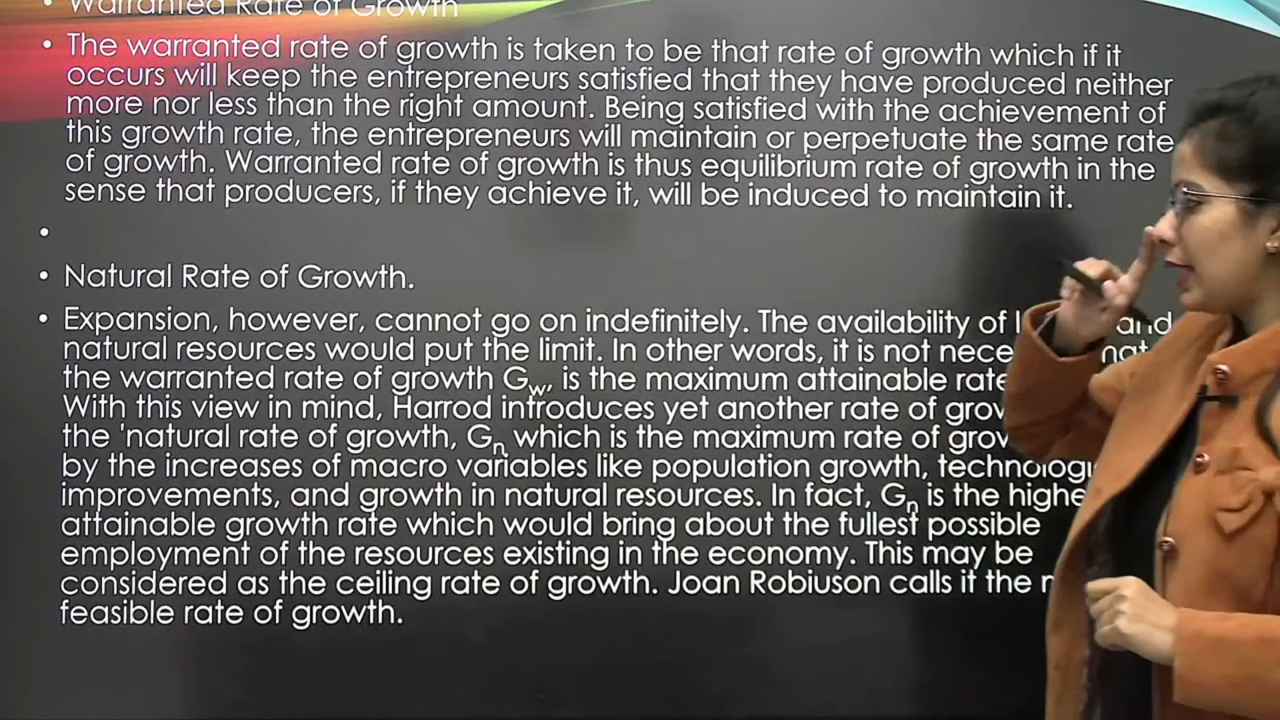 • Warranted Rate of Growth
• The warranted rate of growth is taken to be that rate of growth which if it
occurs will keep the entrepreneurs satisfied that they have produced neither
more nor less than the right amount. Being satisfied with the achievement of
this growth rate, the entrepreneurs will maintain or perpetuate the same rate
of growth. Warranted rate of growth is thus equilibrium rate of growth in the
sense that producers, if they achieve it, will be induced to maintain it.
•
• Natural Rate of Growth.
• Expansion, however, cannot go on indefinitely. The availability of and
natural resources would put the limit. In other words, it is not
the warranted rate of growth Gw, is the maximum attainable rate
With this view in mind, Harrod introduces yet another rate of
the 'natural rate of growth, Gn which is the maximum rate of
by the increases of macro variables like population growth,
improvements, and growth in natural resources. In fact, Gn is the
attainable growth rate which would bring about the fullest possible
employment of the resources existing in the economy. This may be
considered as the ceiling rate of growth. Joan Robiuson calls it the
feasible rate of growth.